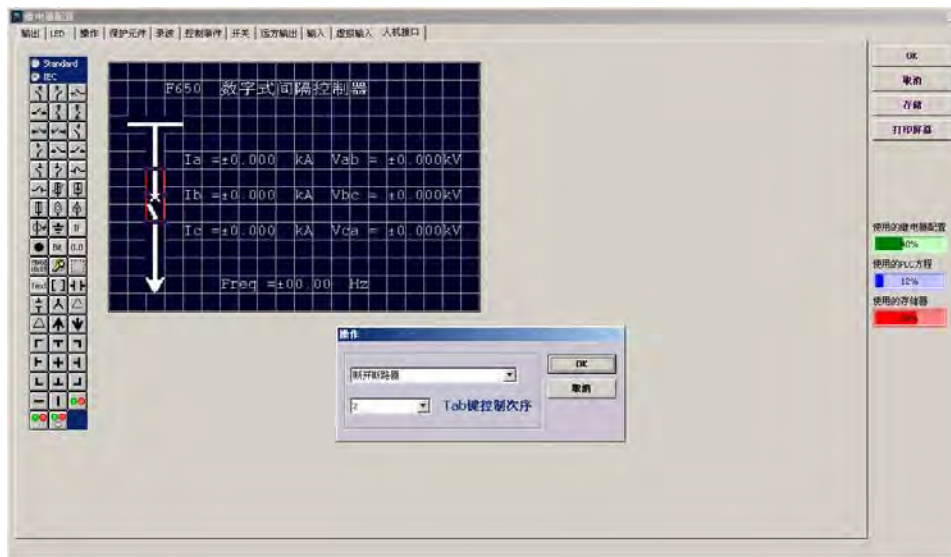 继电器配置
输出 LED 操作 保护元件 录波 控制事件 开关 远方输出 输入 虚拟输入 人机接口
Standard
IEC
F650 数字式间隔控制器
Ia =±0.000 kA Vab = ±0.000kV
Ib =±0.000 kA Vbc = ±0.000kV
Ic =±0.000 kA Vca = ±0.000kV
Freq =±00.00 Hz
Bit 0.0
Text
操作
断开断路器
OK
2
Tab键控制次序
取消
OK
取消
存储
打印屏幕
使用的继电器配置
40%
使用的PLC方程
12%
使用的存储器